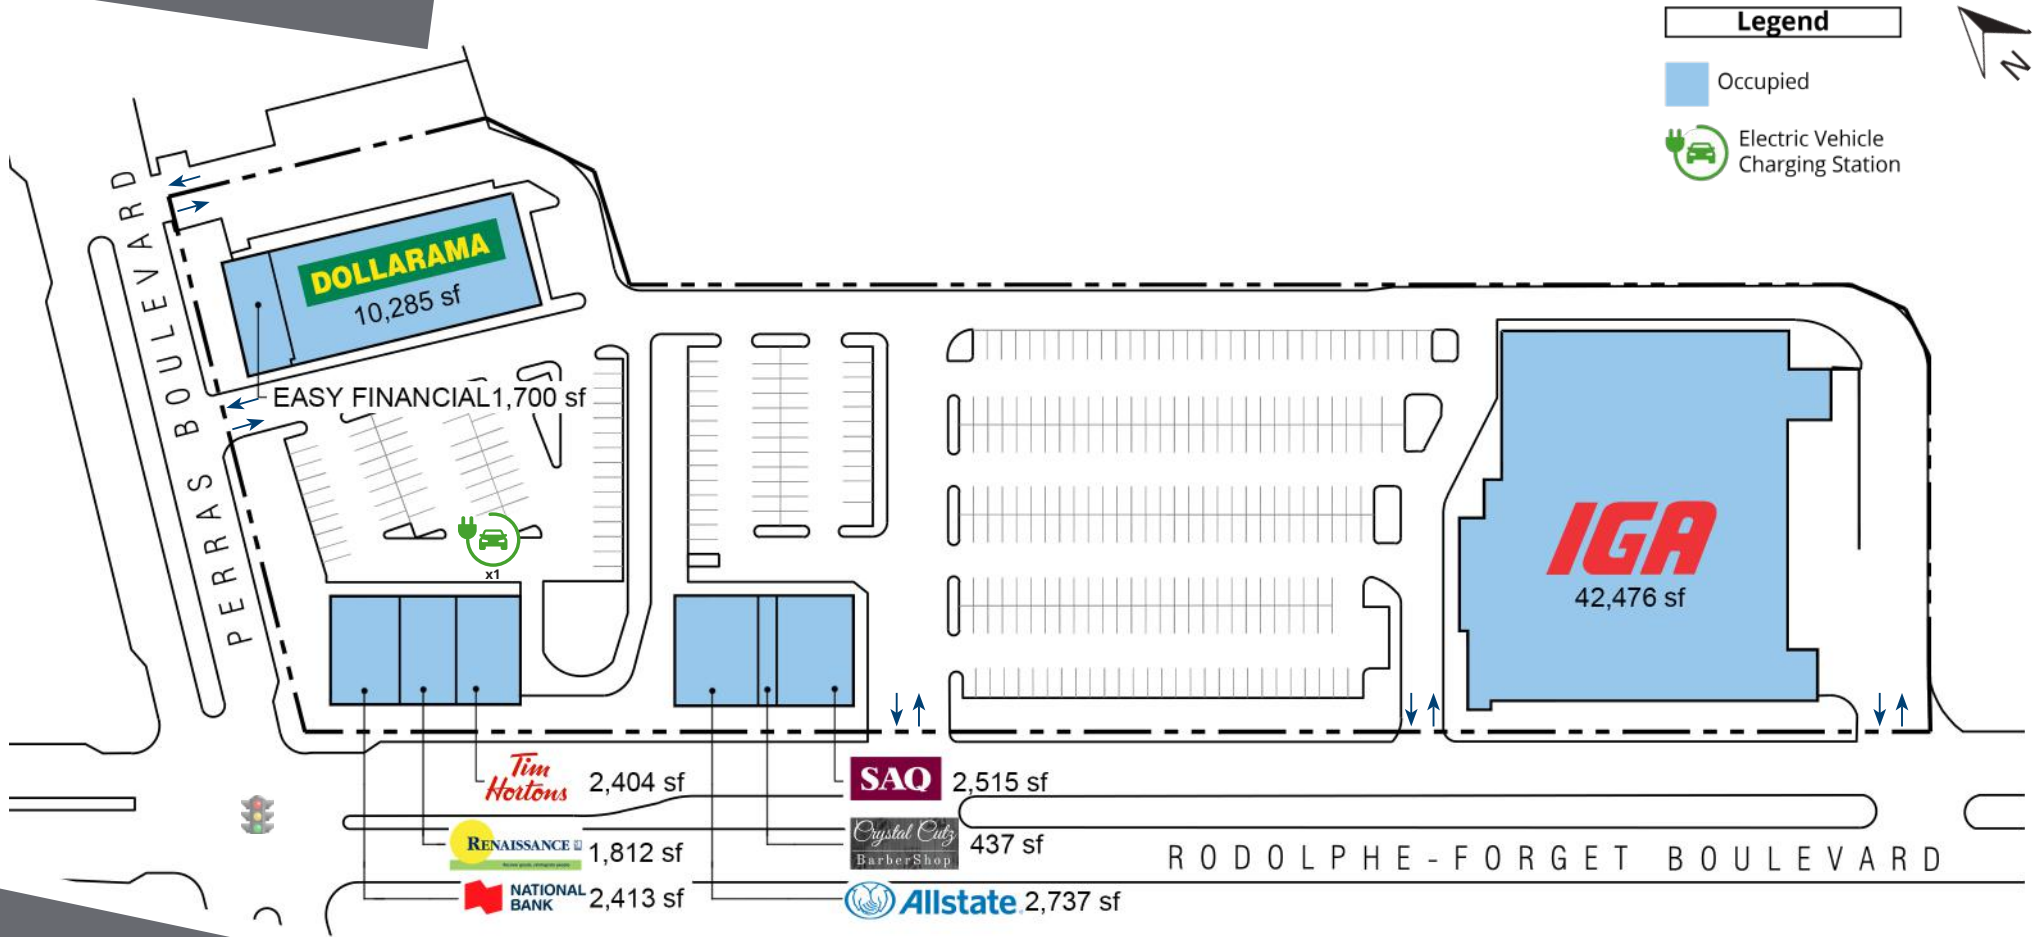 Legend
N
Occupied
Electric Vehicle
Charging Station
PERRAS BOULEVARD
DOLLARAMA
10,285 sf
EASY FINANCIAL1,700 sf
x1
IGA
42,476 sf
Tim
Hortons
2,404 sf
RENAISSANCE
1,812 sf
NATIONAL
BANK
2,413 sf
SAQ
2,515 sf
Crystal Cutz
BarberShop
437 sf
Allstate 2,737 sf
RODOLPHE-FORGET BOULEVARD